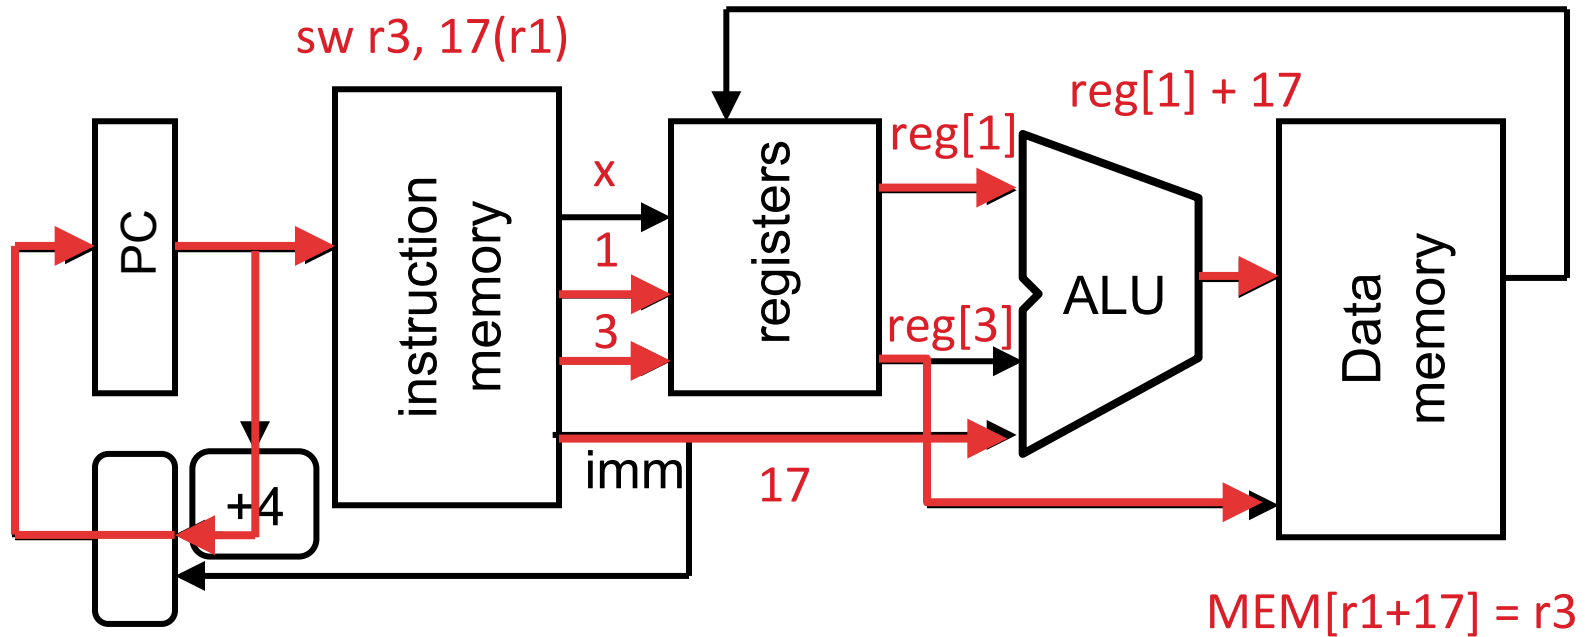 sw r3, 17(r1)
reg[1] + 17
PC
instruction
memory
x
1
3
registers
reg[1]
reg[3]
ALU
Data
memory
+4
imm
17
MEM[r1+17] = r3